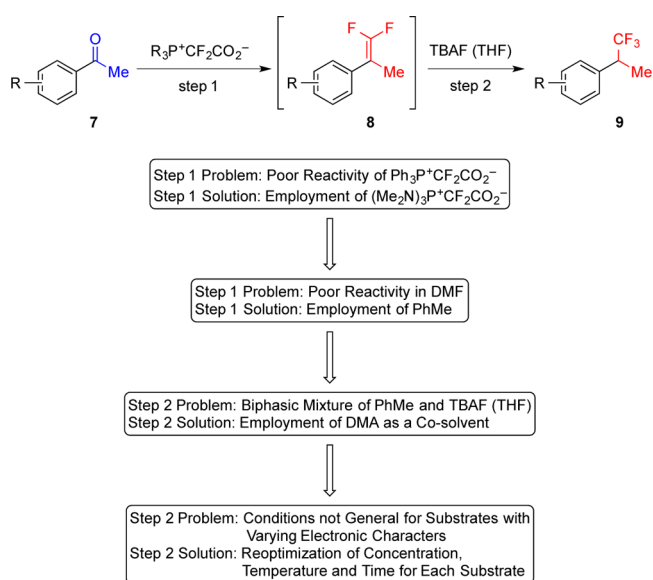 O
R
Me
7
R₃P⁺CF₂CO₂⁻
step 1
F F
R
Me
8
TBAF (THF)
step 2
CF₃
R
Me
9
Step 1 Problem: Poor Reactivity of Ph₃P⁺CF₂CO₂⁻
Step 1 Solution: Employment of (Me₂N)₃P⁺CF₂CO₂⁻
Step 1 Problem: Poor Reactivity in DMF
Step 1 Solution: Employment of PhMe
Step 2 Problem: Biphasic Mixture of PhMe and TBAF (THF)
Step 2 Solution: Employment of DMA as a Co-solvent
Step 2 Problem: Conditions not General for Substrates with
Varying Electronic Characters
Step 2 Solution: Reoptimization of Concentration,
Temperature and Time for Each Substrate